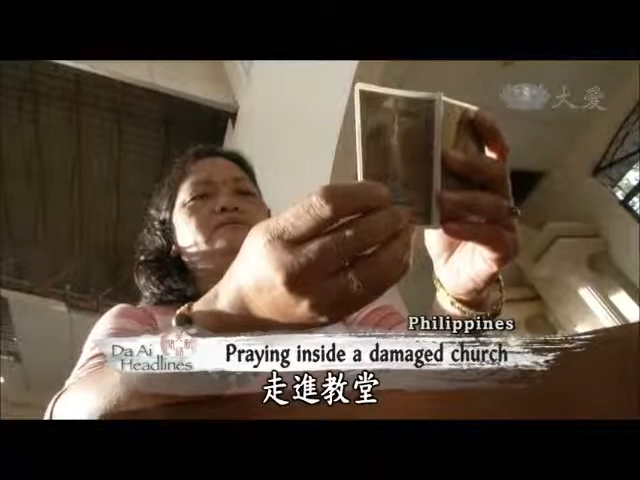 大愛
Philippines
Da Ai
Headlines
Praying inside a damaged church
走進教堂